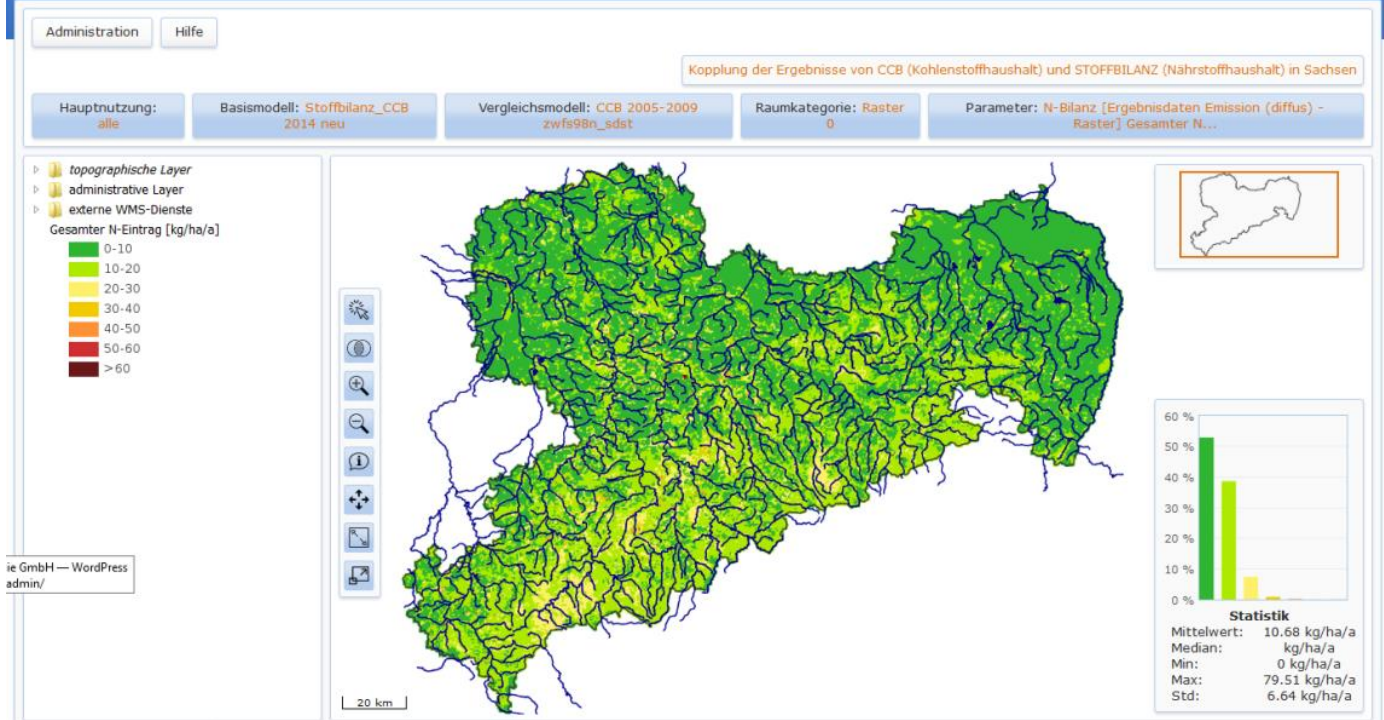 Administration
Hilfe
Kopplung der Ergebnisse von CCB (Kohlenstoffhaushalt) und STOFFBILANZ (Nährstoffhaushalt) in Sachsen
Hauptnutzung:
alle
Basismodell: Stoffbilanz_CCB
2014 neu
Vergleichsmodell: CCB 2005-2009
zwfs98n_sdst
Raumkategorie: Raster
0
Parameter: N-Bilanz [Ergebnisdaten Emission (diffus) -
Raster] Gesamter N...
topographische Layer
administrative Layer
externe WMS-Dienste
Gesamter N-Eintrag [kg/ha/a]
0-10
10-20
20-30
30-40
40-50
50-60
>60
ie GmbH — WordPress
admin/
20 km
60 %
50 %
40 %
30 %
20 %
10 %
0 %
Statistik
Mittelwert: 10.68 kg/ha/a
Median: kg/ha/a
Min: 0 kg/ha/a
Max: 79.51 kg/ha/a
Std: 6.64 kg/ha/a